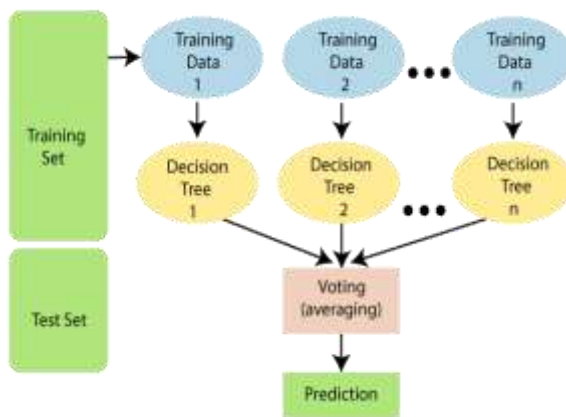 Training
Set
Test Set
Training
Data
1
Training
Data
2
Training
Data
n
Decision
Tree
1
Decision
Tree
2
Decision
Tree
n
Voting
(averaging)
Prediction